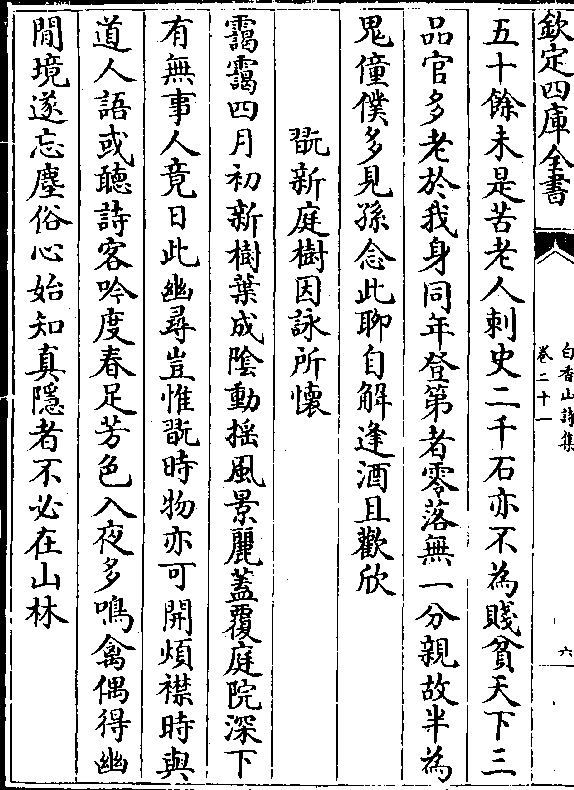 欽定四庫全書
白香山詩集
卷二十一
六
五十餘未是苦老人刺史二千石亦不為賤貧天下三
品官多老於我身同年登第者零落無一分親故半為
鬼僮僕多見孫念此聊自解逢酒且歡欣
翫新庭樹因詠所懷
靄靄四月初新樹葉成陰動揺風景麗蓋覆庭院深下
有無事人竟日此幽尋豈惟翫時物亦可開煩襟時與
道人語或聽詩客吟度春足芳色入夜多鳴禽偶得幽
閒境遂忘塵俗心始知真隱者不必在山林